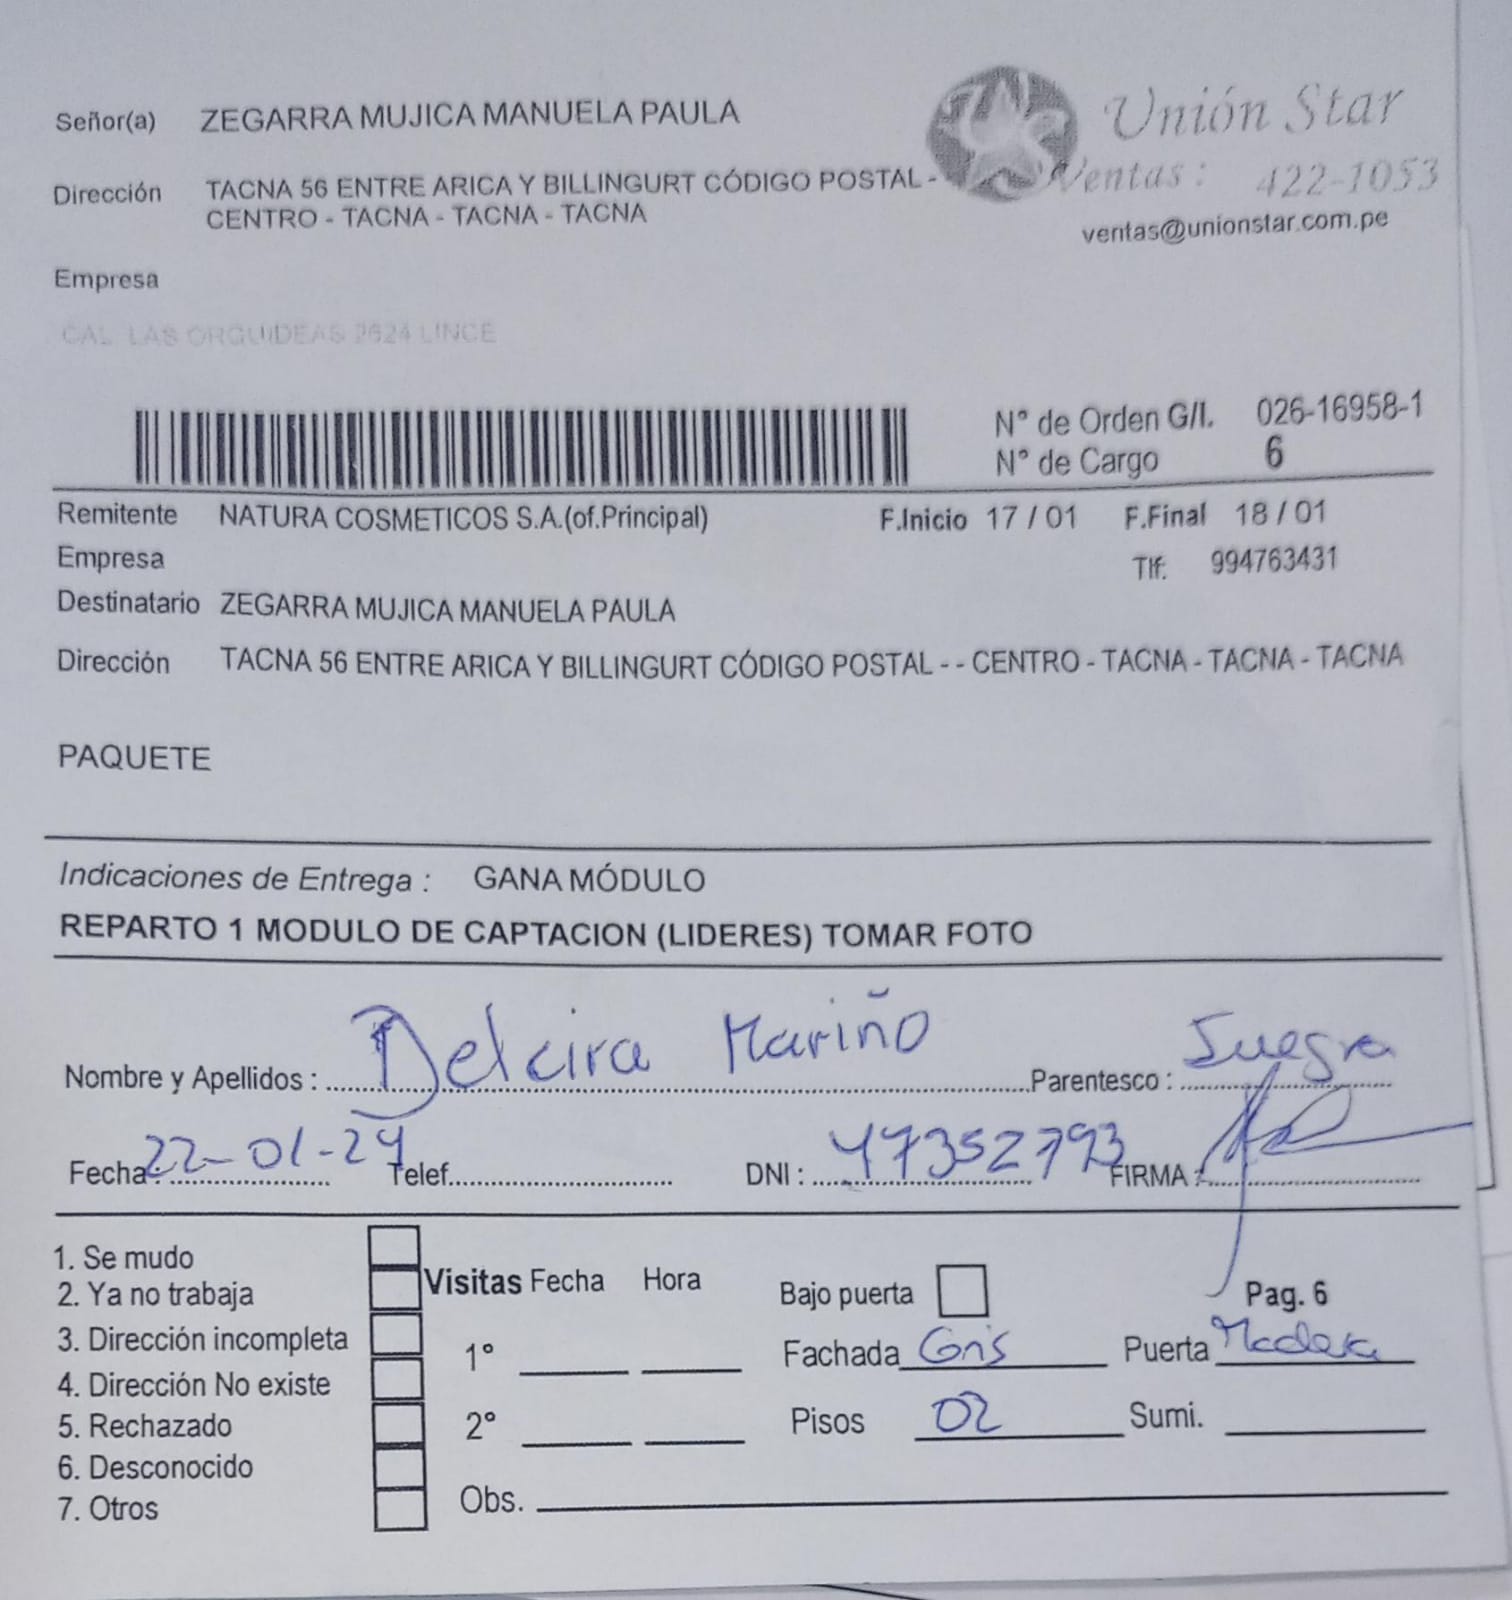 Señor(a) ZEGARRA MUJICA MANUELA PAULA
Unión Star
Dirección TACNA 56 ENTRE ARICA Y BILLINGURT CÓDIGO POSTAL -
CENTRO - TACNA - TACNA - TACNA
Ventas: 422-1053
ventas@unionstar.com.pe
Empresa
CAL LAS ORGUIDEAS 2624 LINCE
N° de Orden G/I. 026-16958-1
N° de Cargo 6
Remitente NATURA COSMETICOS S.A.(of.Principal) F.Inicio 17 / 01 F.Final 18 / 01
Empresa Tlf: 994763431
Destinatario ZEGARRA MUJICA MANUELA PAULA
Dirección TACNA 56 ENTRE ARICA Y BILLINGURT CÓDIGO POSTAL - - CENTRO - TACNA - TACNA - TACNA
PAQUETE
Indicaciones de Entrega : GANA MÓDULO
REPARTO 1 MODULO DE CAPTACION (LIDERES) TOMAR FOTO
Nombre y Apellidos : Delcira Mariño Parentesco : Suegra
Fecha: 22-01-24 Telef. DNI : 47352793 FIRMA :
1. Se mudo
2. Ya no trabaja
3. Dirección incompleta
4. Dirección No existe
5. Rechazado
6. Desconocido
7. Otros
Visitas Fecha Hora
1°
2°
Obs.
Bajo puerta Pag. 6
Fachada Gris Puerta Madera
Pisos 02 Sumi.